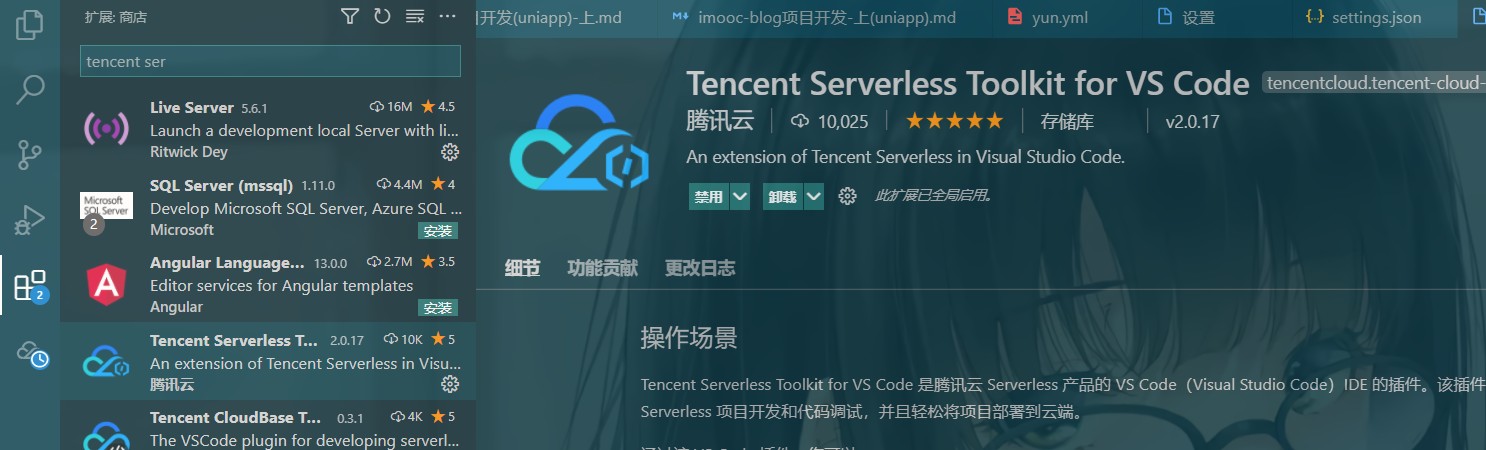 扩展: 商店
tencent ser
Live Server 5.6.1 16M 4.5
Launch a development local Server with li...
Ritwick Dey
SQL Server (mssql) 1.11.0 4.4M 4
Develop Microsoft SQL Server, Azure SQL ...
Microsoft
安装
Microsoft
SQL Server
2
Angular Language... 13.0.0 2.7M 3.5
Editor services for Angular templates
Angular
安装
A
2
Tencent Serverless T... 2.0.17 10K 5
An extension of Tencent Serverless in Visu...
腾讯云
Tencent CloudBase T... 0.3.1 4K 5
The VSCode plugin for developing serverl...
开发(uniapp)-上.md
imooc-blog项目开发-上(uniapp).md
yun.yml
设置
settings.json
Tencent Serverless Toolkit for VS Code tencentcloud.tencent-cloud-
腾讯云 10,025 ★★★★★ 存储库 v2.0.17
An extension of Tencent Serverless in Visual Studio Code.
禁用 卸载 此扩展已全局启用。
细节 功能贡献 更改日志
操作场景
Tencent Serverless Toolkit for VS Code 是腾讯云 Serverless 产品的 VS Code（Visual Studio Code）IDE 的插件。该插件
Serverless 项目开发和代码调试，并且轻松将项目部署到云端。